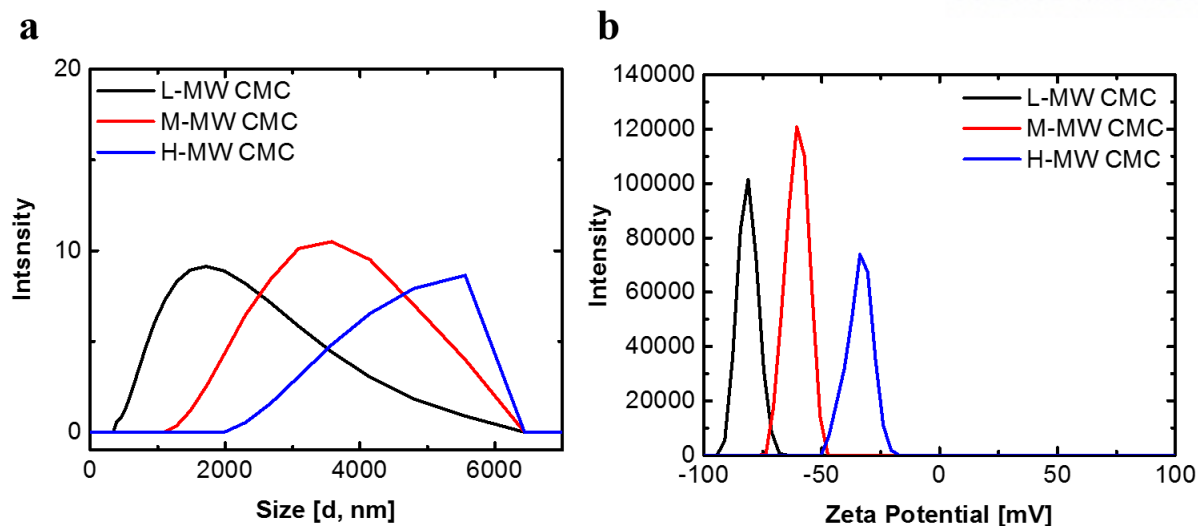 a
20
10
0
Intsnsity
L-MW CMC
M-MW CMC
H-MW CMC
0 2000 4000 6000
Size [d, nm]
b
140000
120000
100000
80000
60000
40000
20000
0
Intensity
L-MW CMC
M-MW CMC
H-MW CMC
-100 -50 0 50 100
Zeta Potential [mV]